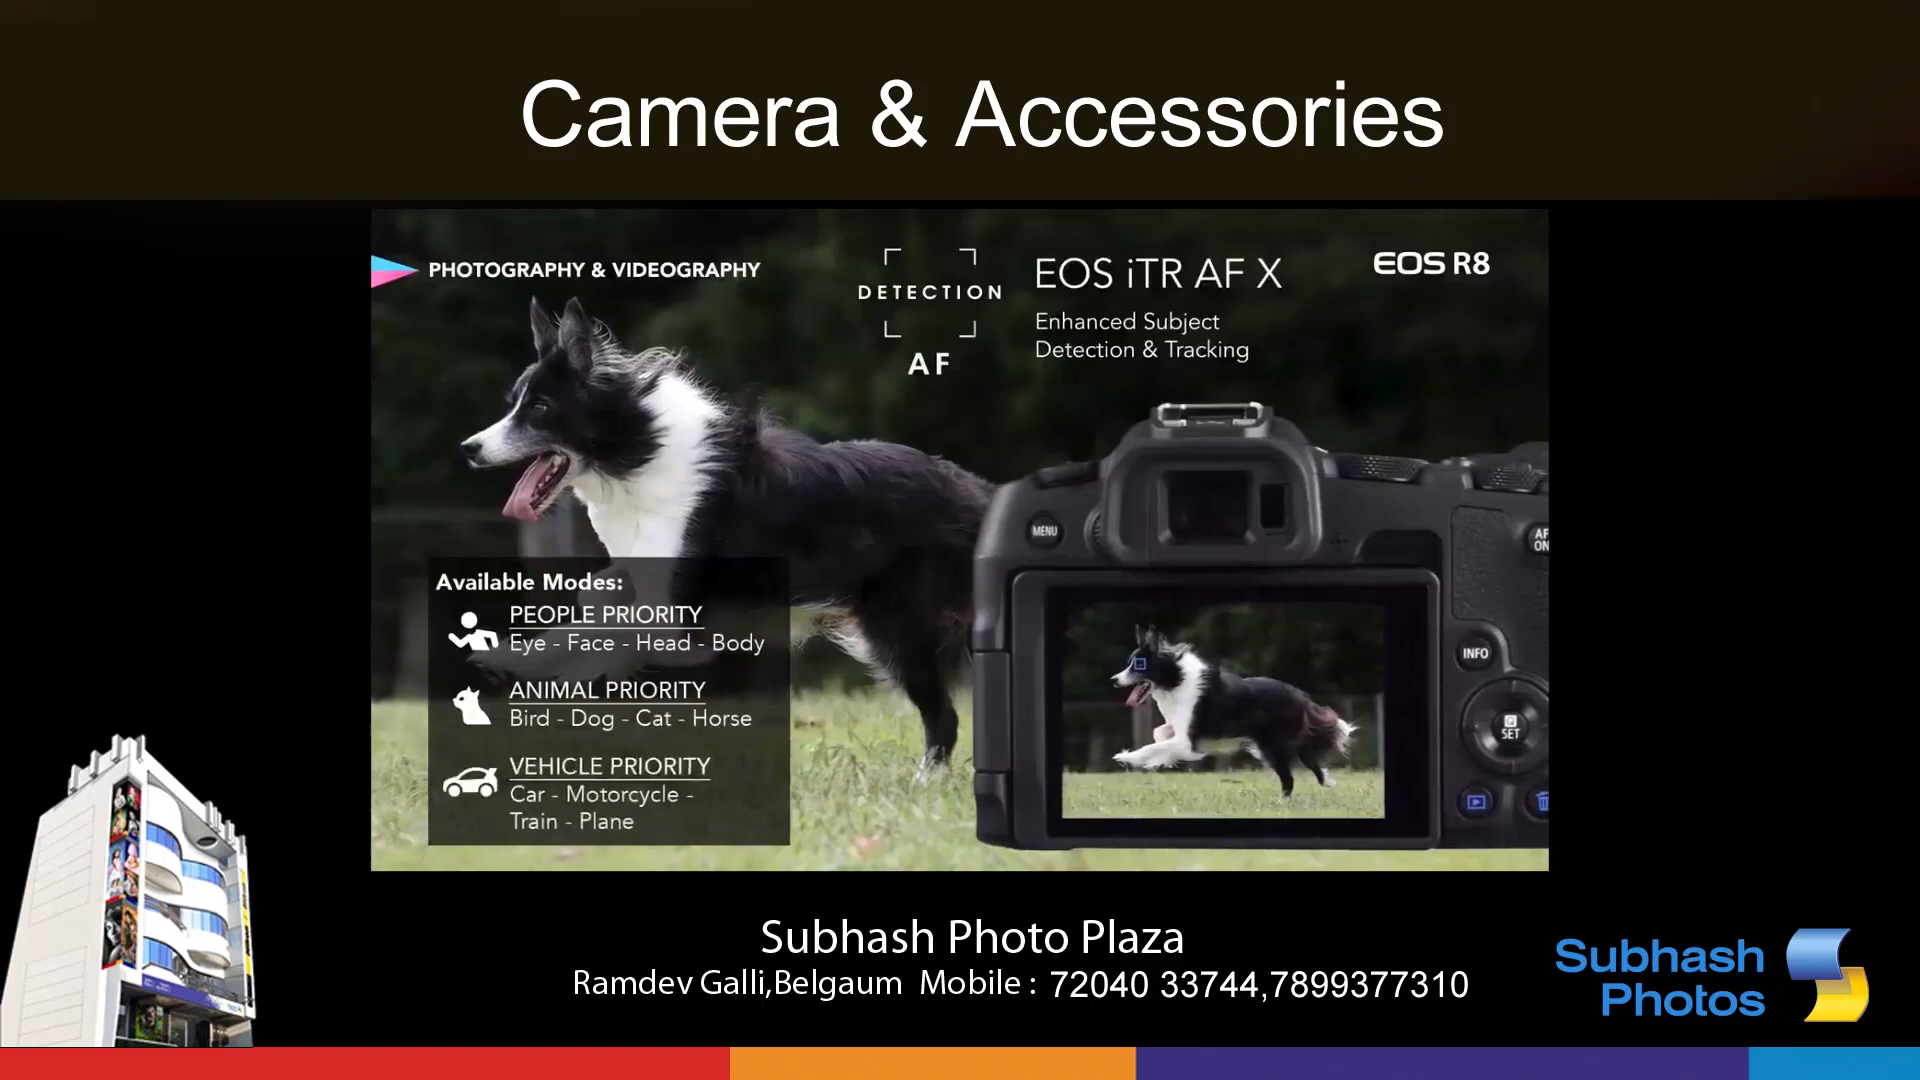 Camera & Accessories
PHOTOGRAPHY & VIDEOGRAPHY
DETECTION
AF
EOS iTR AF X
Enhanced Subject
Detection & Tracking
EOS R8
MENU
AF
ON
INFO
Q
SET
Available Modes:
PEOPLE PRIORITY
Eye - Face - Head - Body
ANIMAL PRIORITY
Bird - Dog - Cat - Horse
VEHICLE PRIORITY
Car - Motorcycle -
Train - Plane
Subhash Photo Plaza
Ramdev Galli,Belgaum Mobile : 72040 33744,7899377310
Subhash
Photos